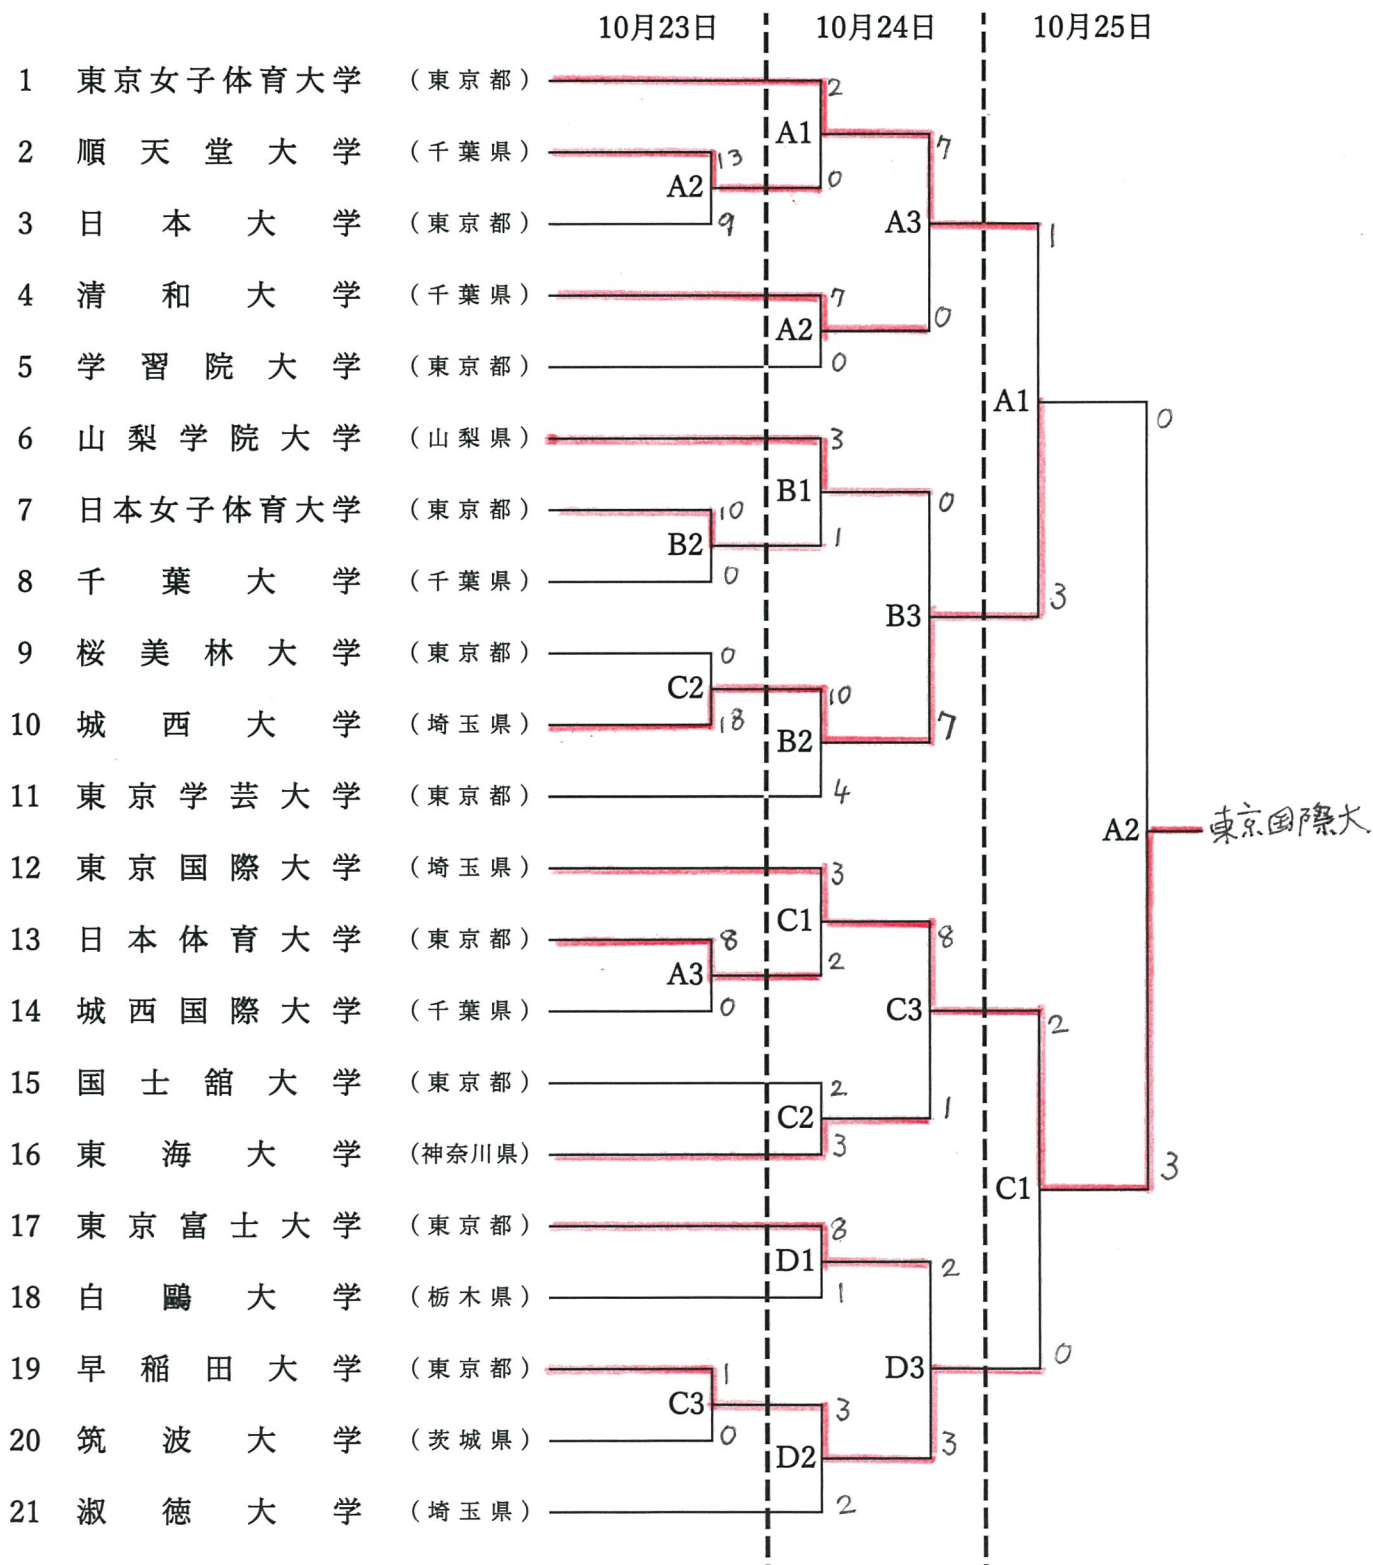 10月23日 10月24日 10月25日
1 東京女子体育大学 (東京都) 2
A1
2 順天堂大学 (千葉県) 13 7
A2 0
3 日本大学 (東京都) 9 A3 1
4 清和大学 (千葉県) 7
A2 0
5 学習院大学 (東京都) 0
A1 0
6 山梨学院大学 (山梨県) 3
B1 0
7 日本女子体育大学 (東京都) 10
B2 1
8 千葉大学 (千葉県) 0
B3 3
9 桜美林大学 (東京都) 0
C2 10
10 城西大学 (埼玉県) 18 7
B2
11 東京学芸大学 (東京都) 4
A2 東京国際大
12 東京国際大学 (埼玉県) 3
C1
13 日本体育大学 (東京都) 8 8
A3 2
14 城西国際大学 (千葉県) 0 C3 2
15 国士舘大学 (東京都) 2
C2 1
16 東海大学 (神奈川県) 3
C1 3
17 東京富士大学 (東京都) 8
D1 2
18 白鷗大学 (栃木県) 1
19 早稲田大学 (東京都) 1 D3 0
C3 3
20 筑波大学 (茨城県) 0 3
D2
21 淑徳大学 (埼玉県) 2